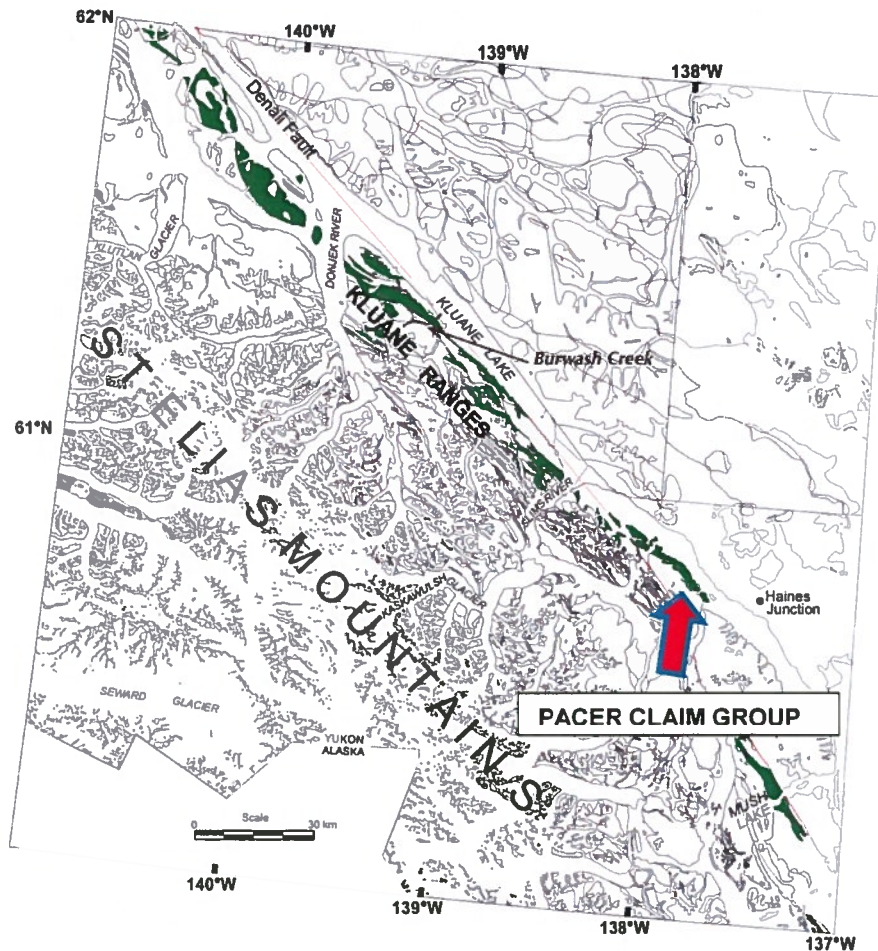 62°N
140°W
139°W
138°W
Denali Fault
KLUTLAN
GLACIER
DONJEK RIVER
KLUANE LAKE
KLUANE
RANGES
Burwash Creek
61°N
ST ELIAS MOUNTAINS
SLIMS RIVER
KASKAWULSH GLACIER
Haines
Junction
PACER CLAIM GROUP
SEWARD GLACIER
YUKON
ALASKA
MUSH
LAKE
Scale
0 30 km
140°W
139°W
138°W
137°W